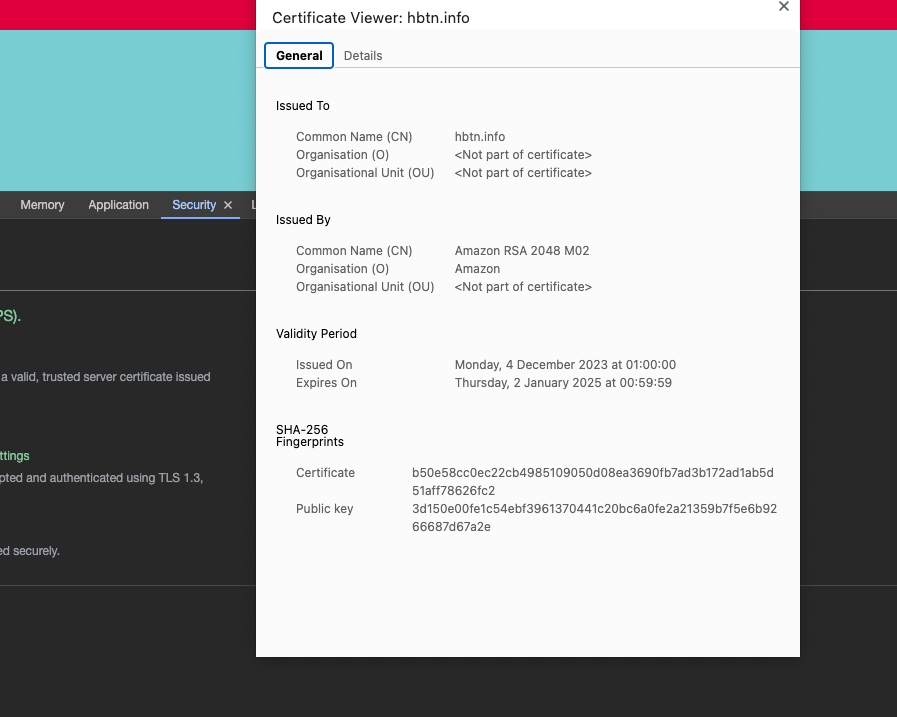 Certificate Viewer: hbtn.info
General Details
Issued To
Common Name (CN) hbtn.info
Organisation (O) <Not part of certificate>
Organisational Unit (OU) <Not part of certificate>
Issued By
Common Name (CN) Amazon RSA 2048 M02
Organisation (O) Amazon
Organisational Unit (OU) <Not part of certificate>
Validity Period
Issued On Monday, 4 December 2023 at 01:00:00
Expires On Thursday, 2 January 2025 at 00:59:59
SHA-256
Fingerprints
Certificate b50e58cc0ec22cb4985109050d08ea3690fb7ad3b172ad1ab5d
51aff78626fc2
Public key 3d150e00fe1c54ebf3961370441c20bc6a0fe2a21359b7f5e6b92
66687d67a2e
Memory Application Security
PS).
a valid, trusted server certificate issued
ttings
pted and authenticated using TLS 1.3,
ed securely.